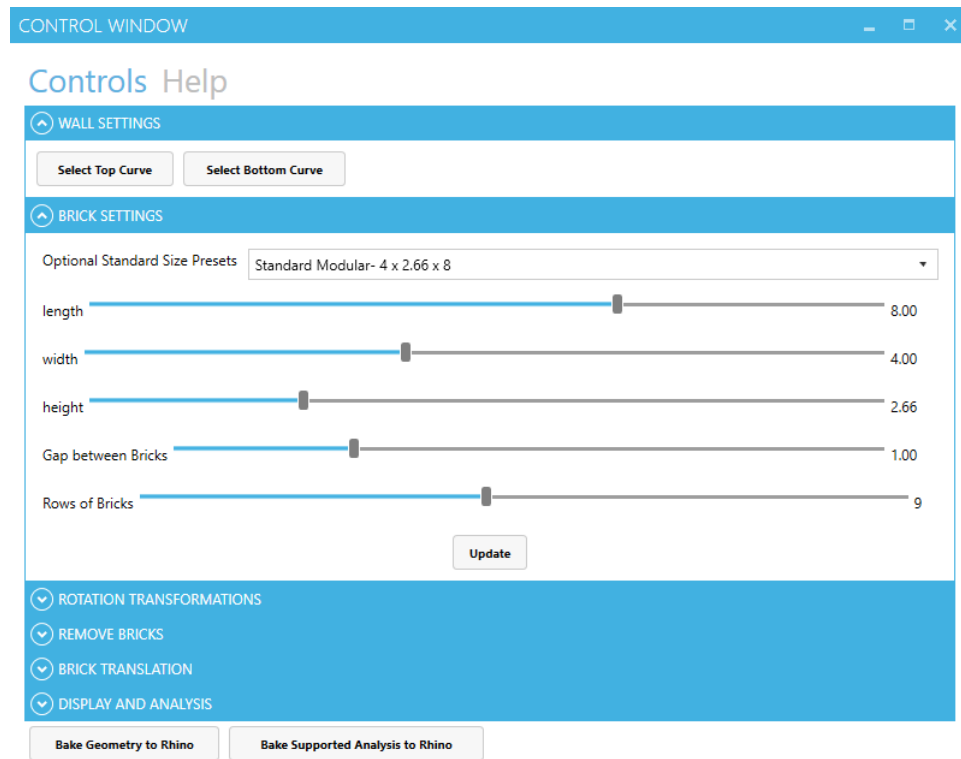 CONTROL WINDOW
Controls Help
WALL SETTINGS
Select Top Curve Select Bottom Curve
BRICK SETTINGS
Optional Standard Size Presets Standard Modular- 4 x 2.66 x 8
length 8.00
width 4.00
height 2.66
Gap between Bricks 1.00
Rows of Bricks 9
Update
ROTATION TRANSFORMATIONS
REMOVE BRICKS
BRICK TRANSLATION
DISPLAY AND ANALYSIS
Bake Geometry to Rhino Bake Supported Analysis to Rhino